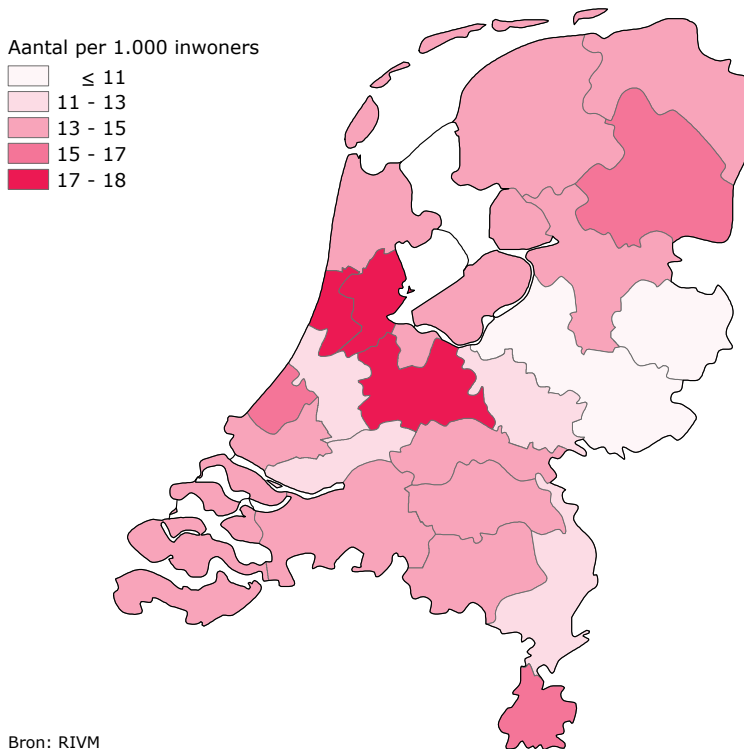 Aantal per 1.000 inwoners
≤ 11
11 - 13
13 - 15
15 - 17
17 - 18
Bron: RIVM